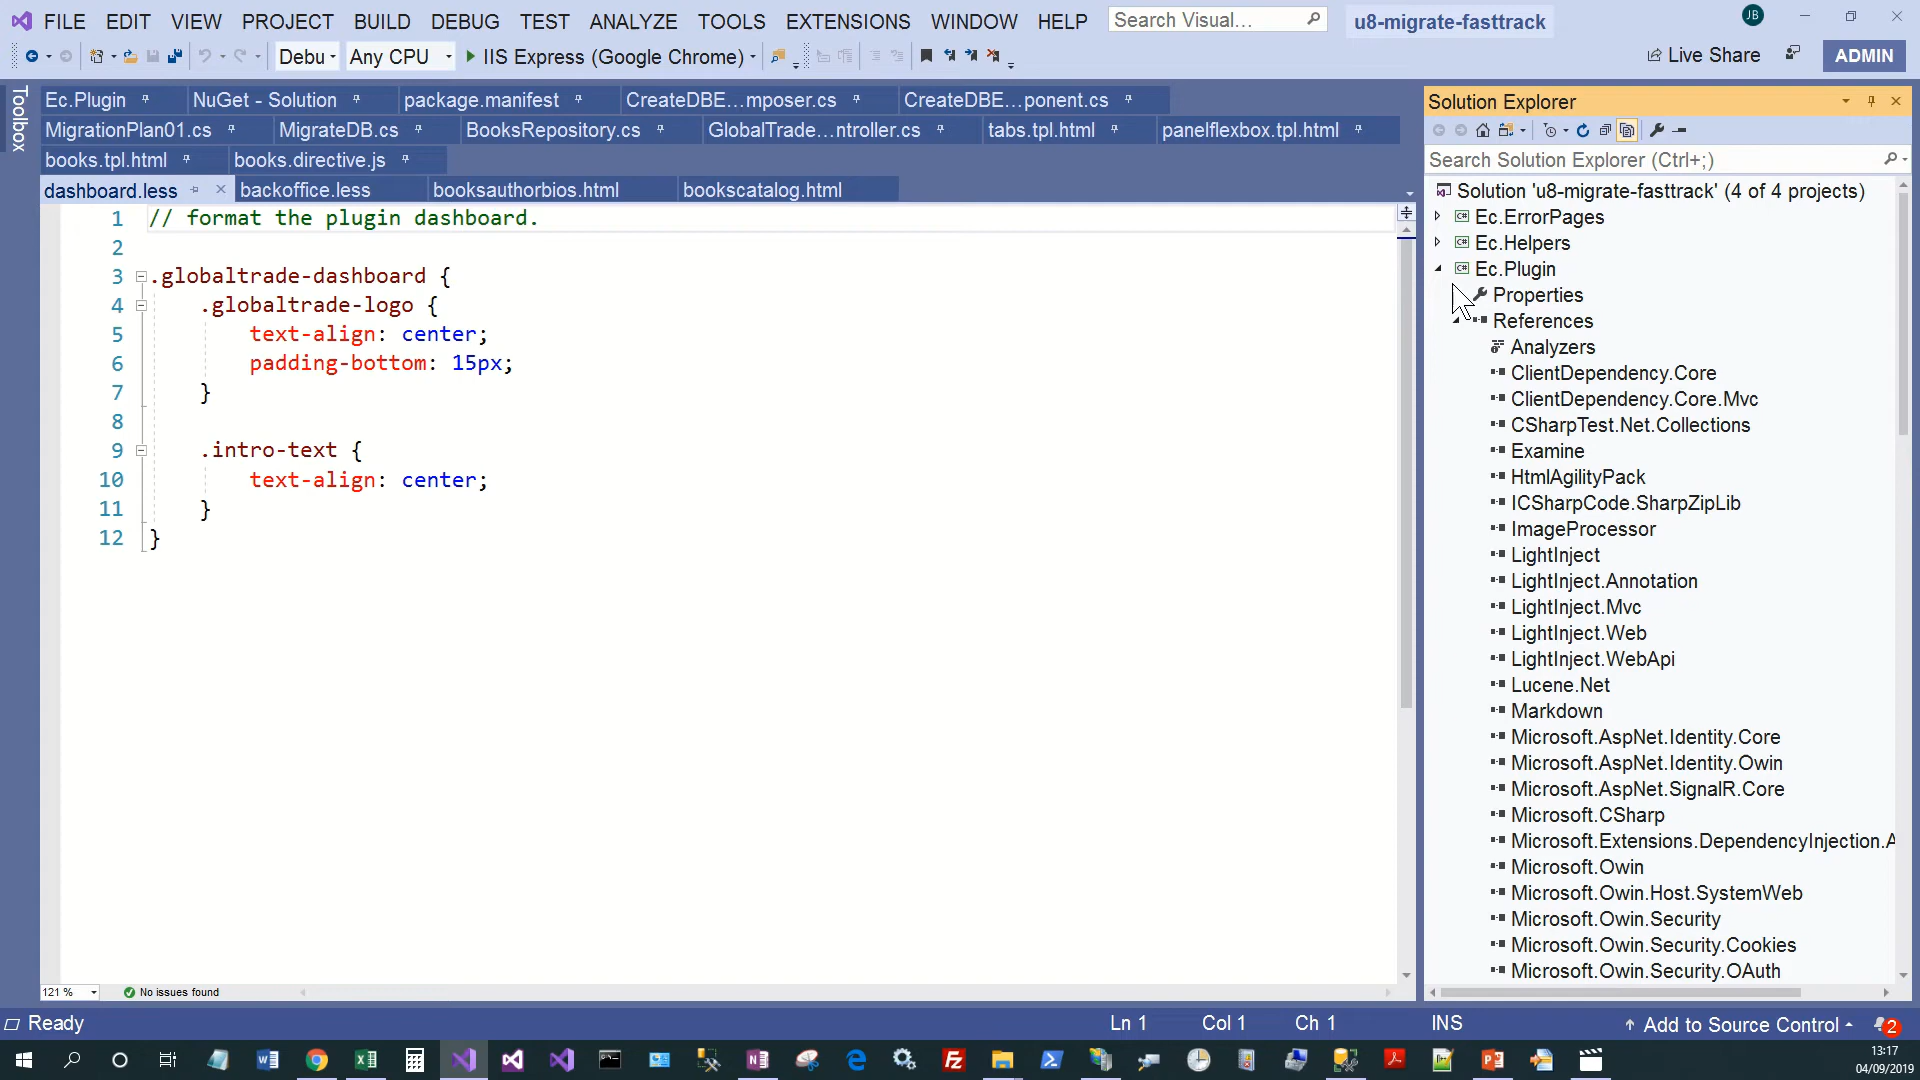 FILE EDIT VIEW PROJECT BUILD DEBUG TEST ANALYZE TOOLS EXTENSIONS WINDOW HELP Search Visual... u8-migrate-fasttrack JB
Debu Any CPU IIS Express (Google Chrome) Live Share ADMIN
Toolbox
Ec.Plugin NuGet - Solution package.manifest CreateDBE...mposer.cs CreateDBE...ponent.cs
MigrationPlan01.cs MigrateDB.cs BooksRepository.cs GlobalTrade...ntroller.cs tabs.tpl.html panelflexbox.tpl.html
books.tpl.html books.directive.js
dashboard.less backoffice.less booksauthorbios.html bookscatalog.html
1 // format the plugin dashboard.
2
3 .globaltrade-dashboard {
4 .globaltrade-logo {
5 text-align: center;
6 padding-bottom: 15px;
7 }
8
9 .intro-text {
10 text-align: center;
11 }
12 }
121 % No issues found
Solution Explorer
Search Solution Explorer (Ctrl+;)
Solution 'u8-migrate-fasttrack' (4 of 4 projects)
Ec.ErrorPages
Ec.Helpers
Ec.Plugin
Properties
References
Analyzers
ClientDependency.Core
ClientDependency.Core.Mvc
CSharpTest.Net.Collections
Examine
HtmlAgilityPack
ICSharpCode.SharpZipLib
ImageProcessor
LightInject
LightInject.Annotation
LightInject.Mvc
LightInject.Web
LightInject.WebApi
Lucene.Net
Markdown
Microsoft.AspNet.Identity.Core
Microsoft.AspNet.Identity.Owin
Microsoft.AspNet.SignalR.Core
Microsoft.CSharp
Microsoft.Extensions.DependencyInjection.A
Microsoft.Owin
Microsoft.Owin.Host.SystemWeb
Microsoft.Owin.Security
Microsoft.Owin.Security.Cookies
Microsoft.Owin.Security.OAuth
Ready Ln 1 Col 1 Ch 1 INS Add to Source Control 2
13:17
04/09/2019